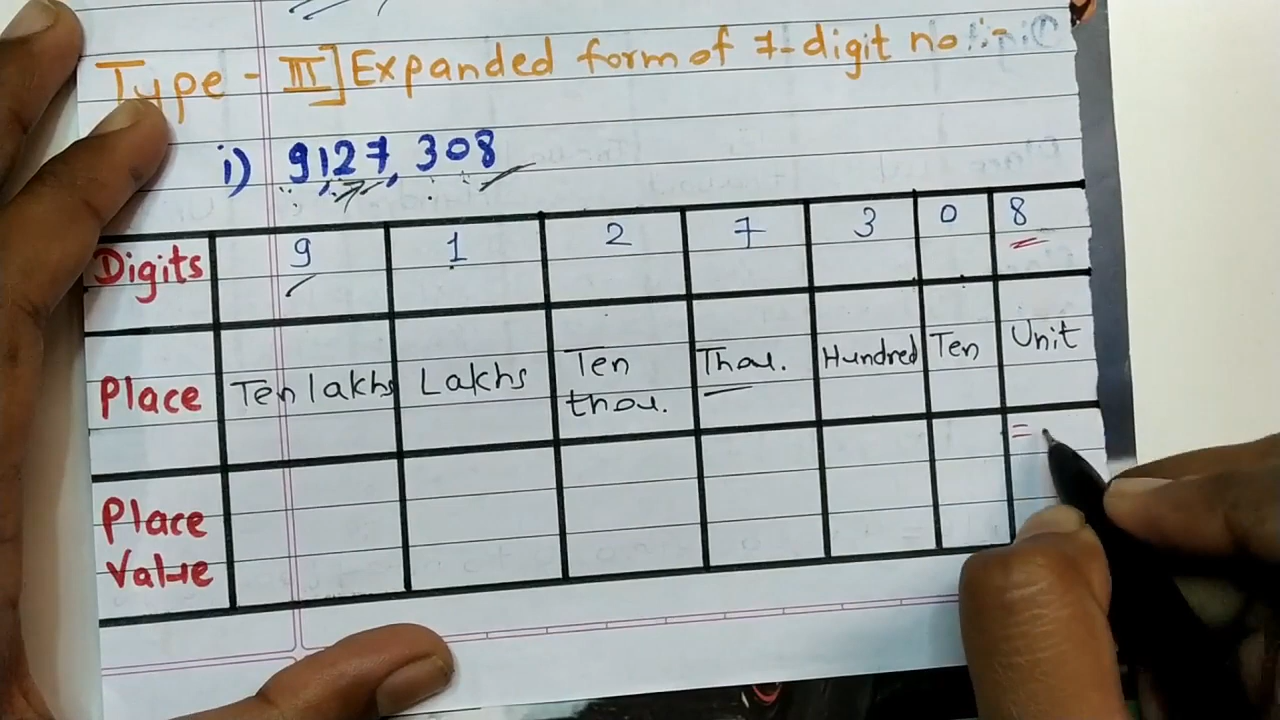 Type - III] Expanded form of 7-digit no :-
i) 9127,308
Digits 9 1 2 7 3 0 8
Place Ten lakhs Lakhs Ten thou. Thou. Hundred Ten Unit
Place Value =